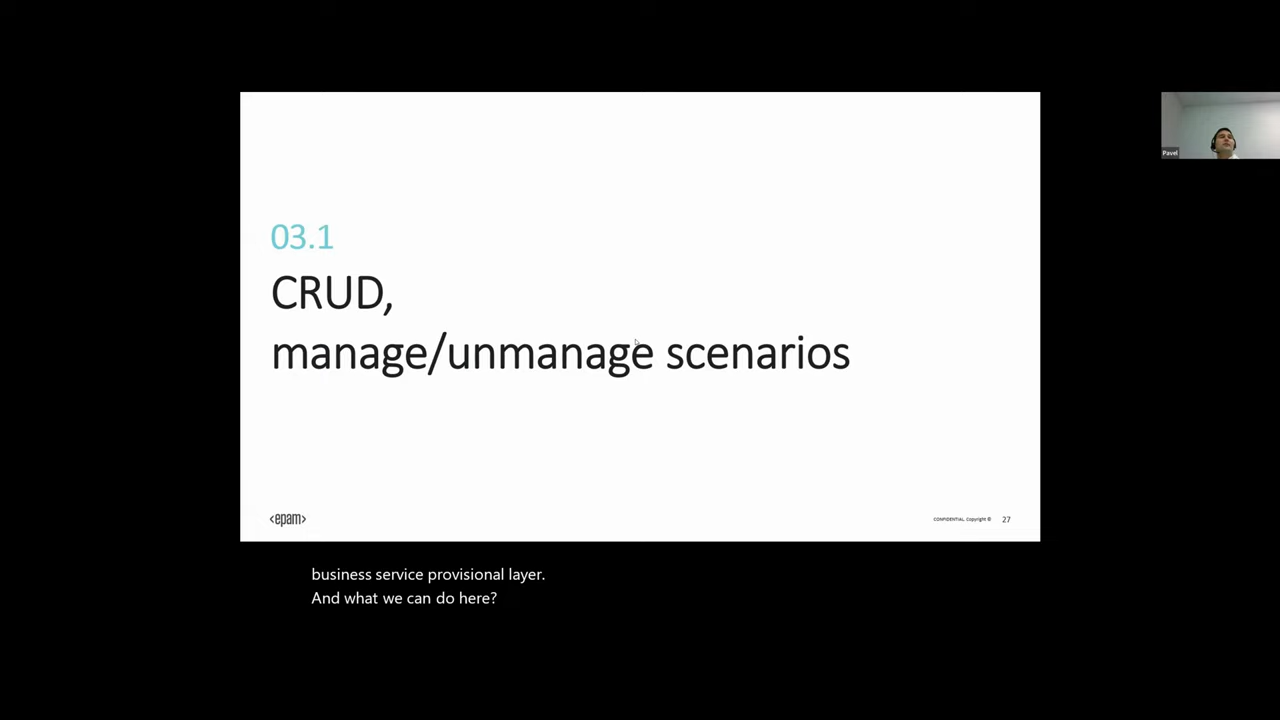 03.1
CRUD,
manage/unmanage scenarios
<epam>
CONFIDENTIAL. Copyright ©
27
business service provisional layer.
And what we can do here?
Pavel